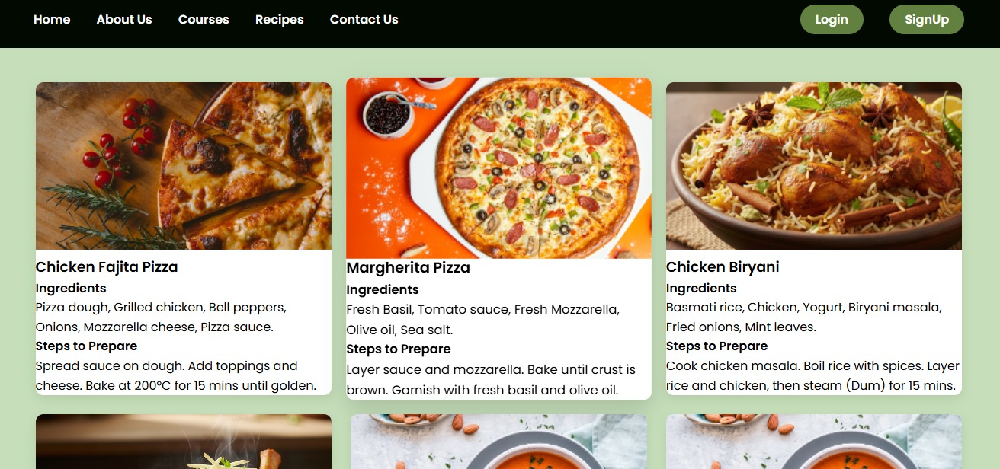 Home About Us Courses Recipes Contact Us Login SignUp
Chicken Fajita Pizza
Ingredients
Pizza dough, Grilled chicken, Bell peppers,
Onions, Mozzarella cheese, Pizza sauce.
Steps to Prepare
Spread sauce on dough. Add toppings and
cheese. Bake at 200°C for 15 mins until golden.
Margherita Pizza
Ingredients
Fresh Basil, Tomato sauce, Fresh Mozzarella,
Olive oil, Sea salt.
Steps to Prepare
Layer sauce and mozzarella. Bake until crust is
brown. Garnish with fresh basil and olive oil.
Chicken Biryani
Ingredients
Basmati rice, Chicken, Yogurt, Biryani masala,
Fried onions, Mint leaves.
Steps to Prepare
Cook chicken masala. Boil rice with spices. Layer
rice and chicken, then steam (Dum) for 15 mins.